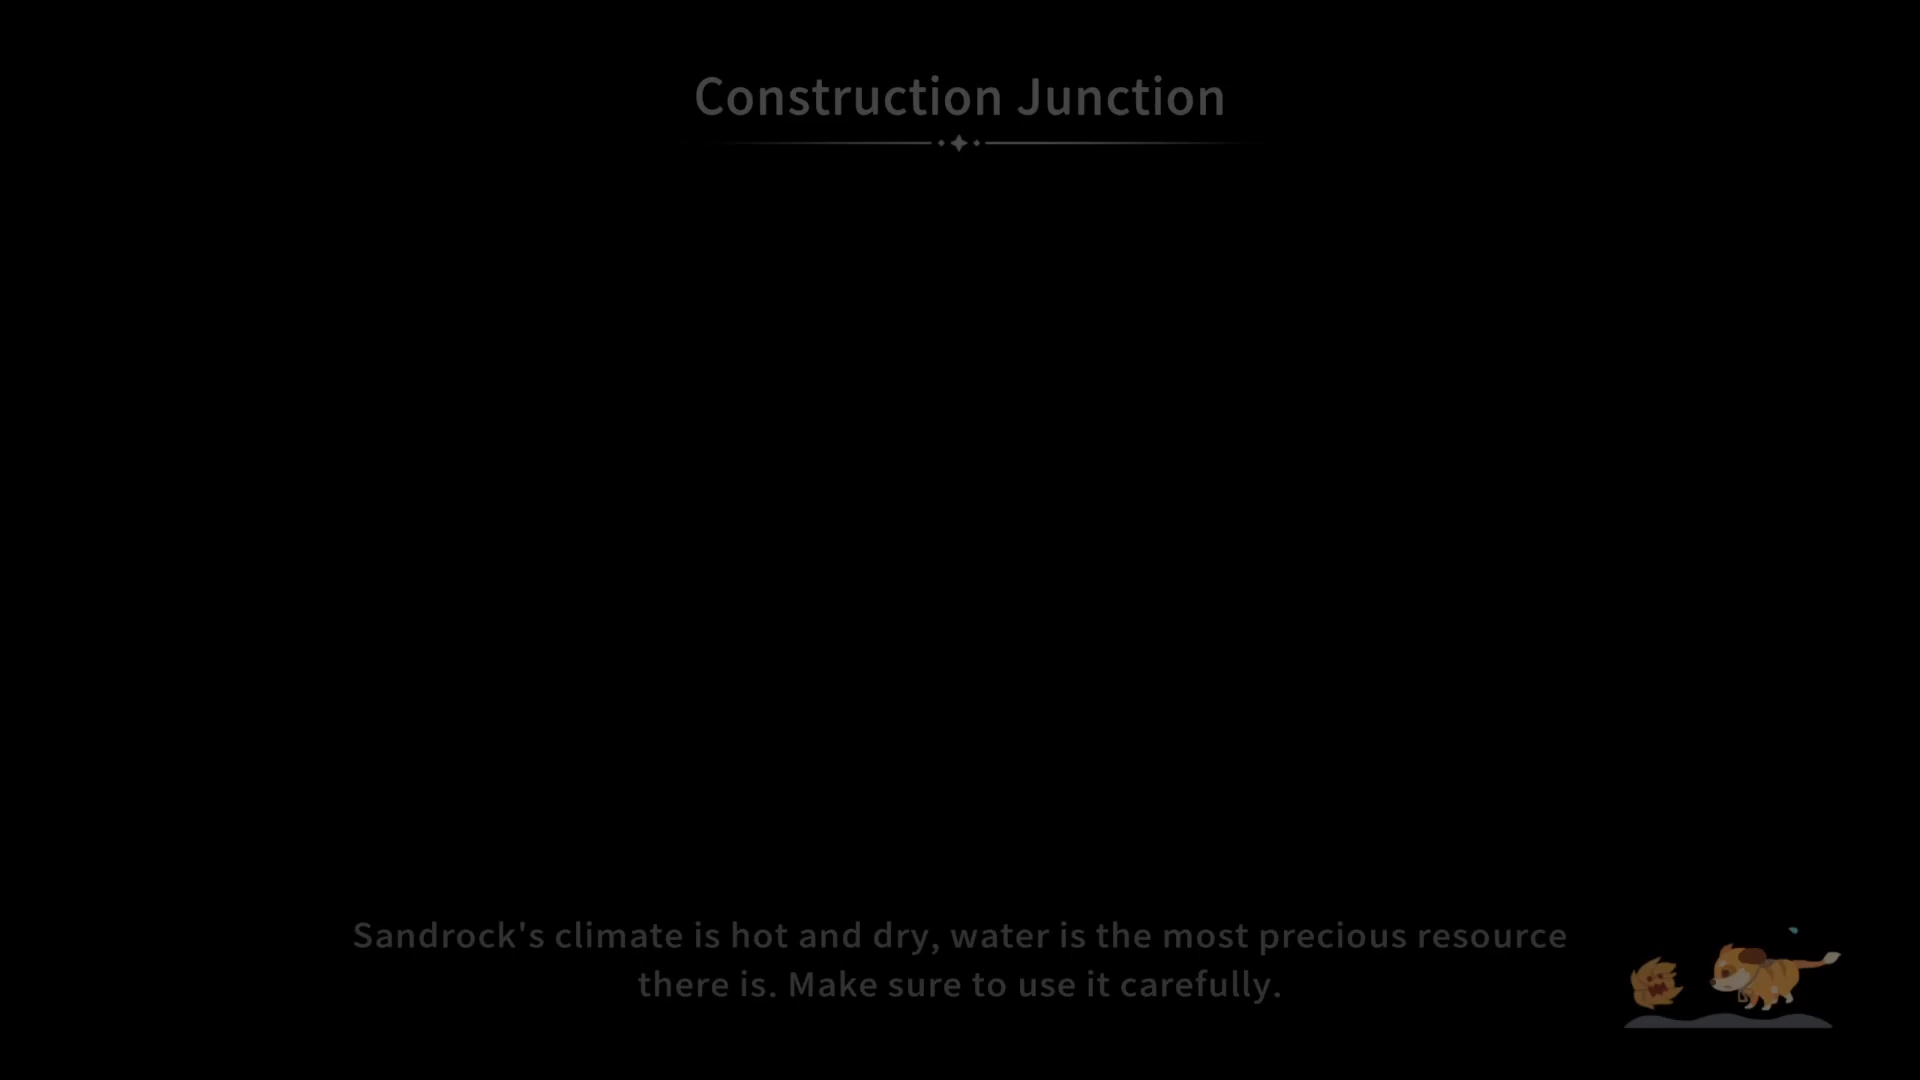 Construction Junction
Sandrock's climate is hot and dry, water is the most precious resource
there is. Make sure to use it carefully.